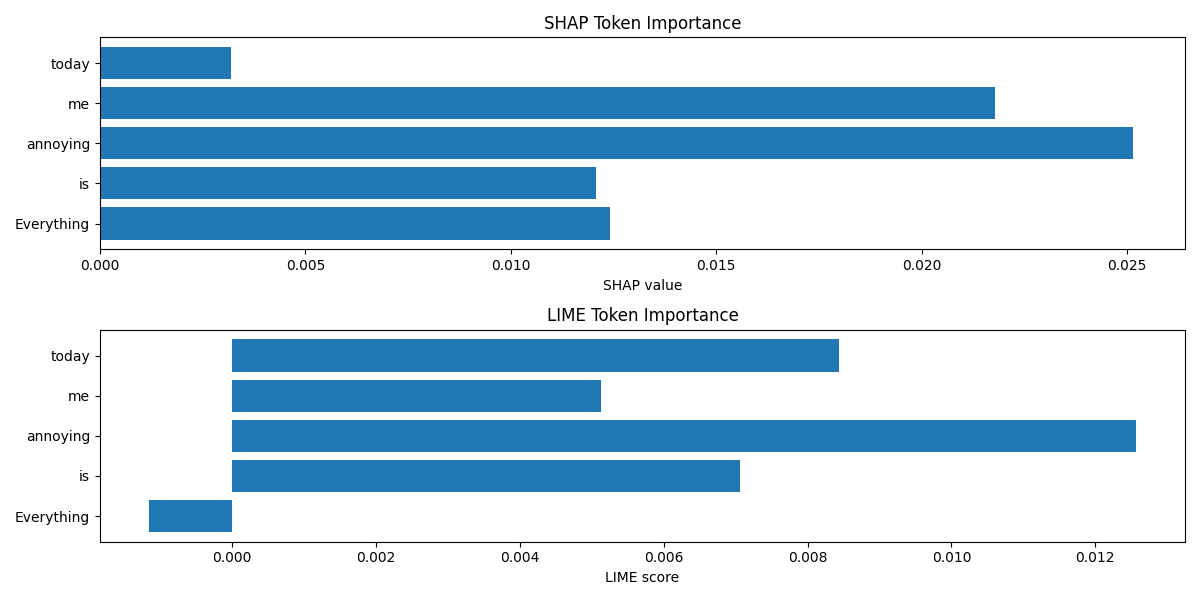 SHAP Token Importance
today
me
annoying
is
Everything
0.000 0.005 0.010 0.015 0.020 0.025
SHAP value
LIME Token Importance
today
me
annoying
is
Everything
0.000 0.002 0.004 0.006 0.008 0.010 0.012
LIME score